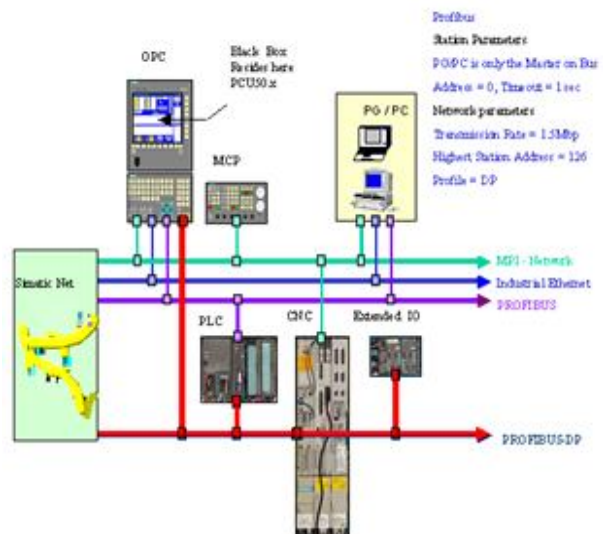 Profibus
Station Parameters
PG/PC is only the Master on Bus
Address = 0, Timeout = 1 sec
Network parameters
Transmission Rate = 1.5Mbp
Highest Station Address = 126
Profile = DP
OPC
Black Box
Resides here
PCU50.x
MCP
PG / PC
Simatic Net
MPI - Network
Industrial Ethernet
PROFIBUS
PLC
CNC
Extended IO
PROFIBUS-DP